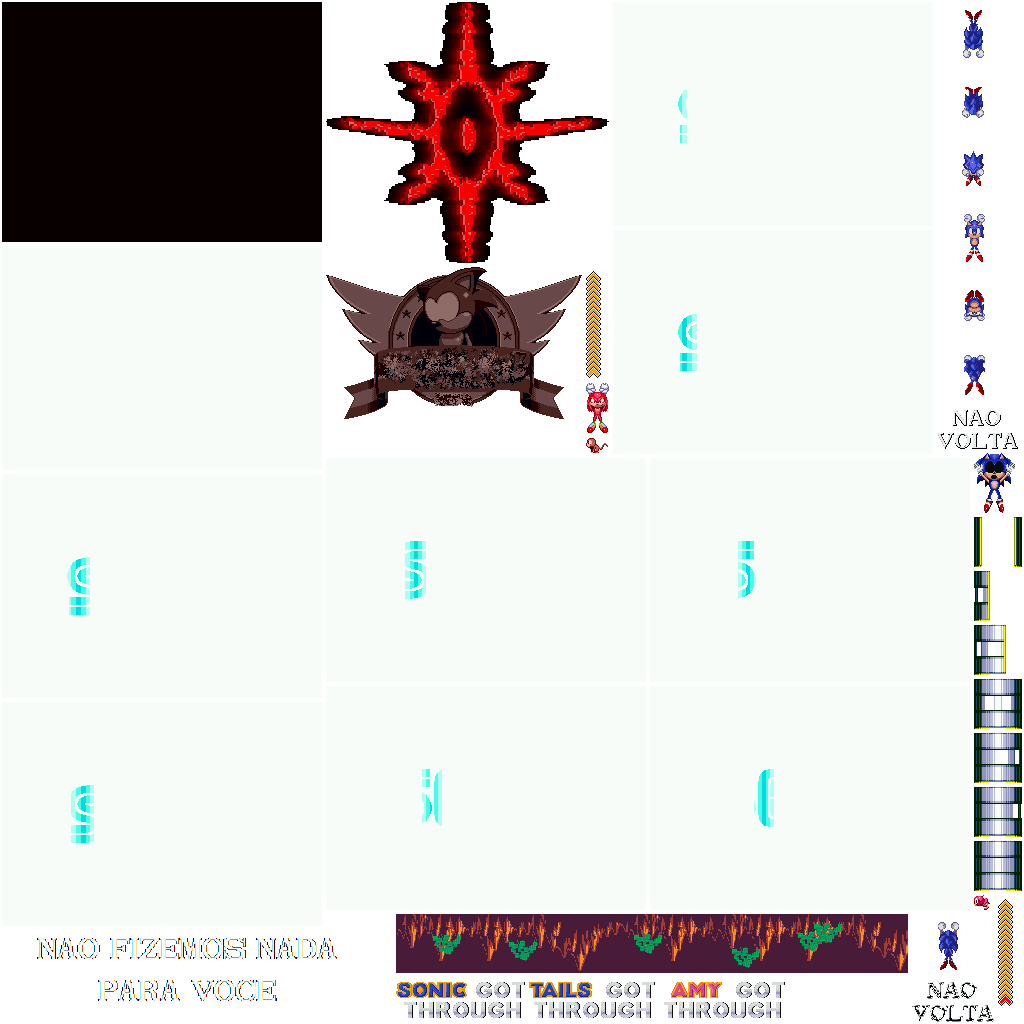 NAO
VOLTA
NAO FIZEMOS NADA
PARA VOCE
SONIC GOT
THROUGH
TAILS GOT
THROUGH
AMY GOT
THROUGH
NAO
VOLTA